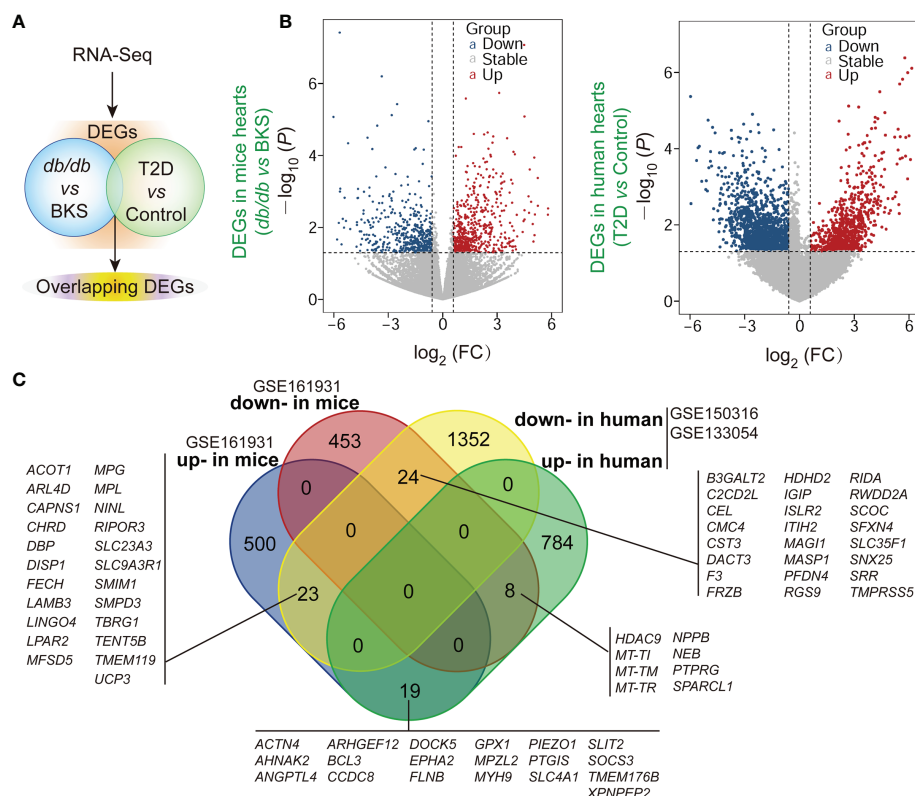 A
RNA-Seq
DEGs
db/db
vs
BKS
T2D
vs
Control
Overlapping DEGs
B
DEGs in mice hearts
(db/db vs BKS)
—log10 (P)
6
4
2
0
−6 −3 0 3 6
log2 (FC)
Group
a Down
a Stable
a Up
DEGs in human hearts
(T2D vs Control)
—log10 (P)
6
4
2
0
−6 −3 0 3 6
log2 (FC)
Group
a Down
a Stable
a Up
C
GSE161931
down- in mice
GSE161931
up- in mice
down- in human
up- in human
GSE150316
GSE133054
453
1352
0
24
0
500
0
0
784
23
0
8
0
0
19
ACOT1 MPG
ARL4D MPL
CAPNS1 NINL
CHRD RIPOR3
DBP SLC23A3
DISP1 SLC9A3R1
FECH SMIM1
LAMB3 SMPD3
LINGO4 TBRG1
LPAR2 TENT5B
MFSD5 TMEM119
UCP3
B3GALT2 HDHD2 RIDA
C2CD2L IGIP RWDD2A
CEL ISLR2 SCOC
CMC4 ITIH2 SFXN4
CST3 MAGI1 SLC35F1
DACT3 MASP1 SNX25
F3 PFDN4 SRR
FRZB RGS9 TMPRSS5
HDAC9 NPPB
MT-TI NEB
MT-TM PTPRG
MT-TR SPARCL1
ACTN4 ARHGEF12 DOCK5 GPX1 PIEZO1 SLIT2
AHNAK2 BCL3 EPHA2 MPZL2 PTGIS SOCS3
ANGPTL4 CCDC8 FLNB MYH9 SLC4A1 TMEM176B
XPNPEP2